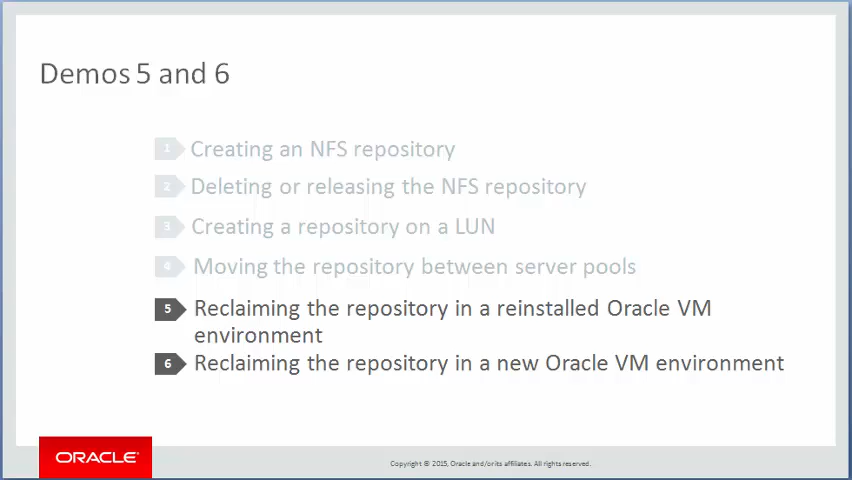 Demos 5 and 6
1 Creating an NFS repository
2 Deleting or releasing the NFS repository
3 Creating a repository on a LUN
4 Moving the repository between server pools
5 Reclaiming the repository in a reinstalled Oracle VM
environment
6 Reclaiming the repository in a new Oracle VM environment
ORACLE®
Copyright © 2015, Oracle and/or its affiliates. All rights reserved.